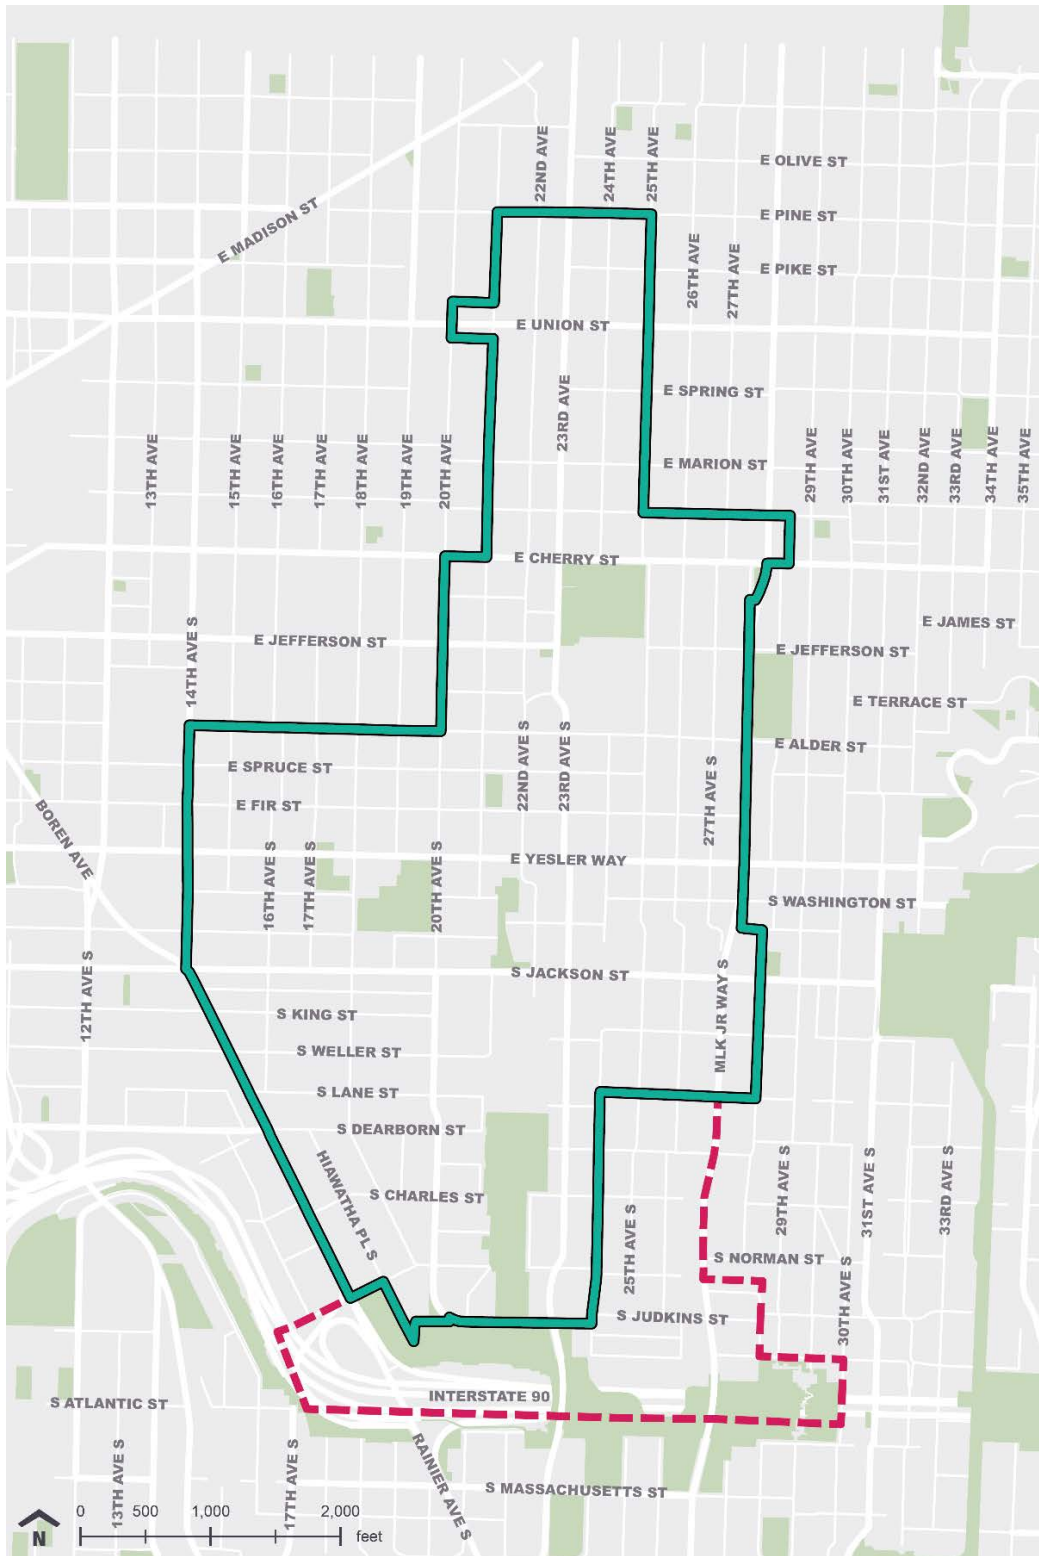 22ND AVE
24TH AVE
25TH AVE
E OLIVE ST
E MADISON ST
E PINE ST
26TH AVE
27TH AVE
E PIKE ST
E UNION ST
23RD AVE
E SPRING ST
E MARION ST
13TH AVE
15TH AVE
16TH AVE
17TH AVE
18TH AVE
19TH AVE
20TH AVE
29TH AVE
30TH AVE
31ST AVE
32ND AVE
33RD AVE
34TH AVE
35TH AVE
E CHERRY ST
14TH AVE S
E JEFFERSON ST
E JAMES ST
E JEFFERSON ST
E TERRACE ST
E ALDER ST
E SPRUCE ST
22ND AVE S
23RD AVE S
27TH AVE S
E FIR ST
BOREN AVE
16TH AVE S
17TH AVE S
20TH AVE S
E YESLER WAY
S WASHINGTON ST
12TH AVE S
S JACKSON ST
MLK JR WAY S
S KING ST
S WELLER ST
S LANE ST
S DEARBORN ST
HIAWATHA PL S
S CHARLES ST
25TH AVE S
29TH AVE S
31ST AVE S
33RD AVE S
S NORMAN ST
30TH AVE S
S JUDKINS ST
INTERSTATE 90
S ATLANTIC ST
13TH AVE S
17TH AVE S
RAINIER AVE S
S MASSACHUSETTS ST
N
0 500 1,000 2,000
feet